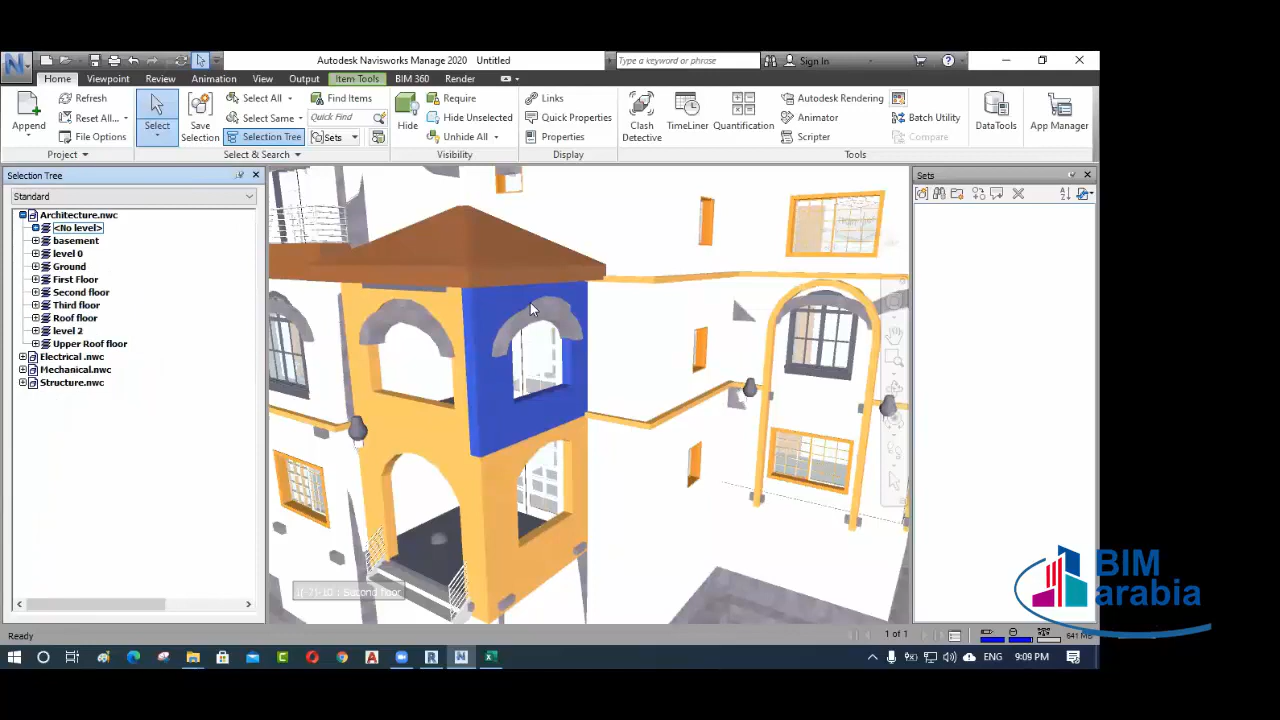 Autodesk Navisworks Manage 2020 Untitled
Type a keyword or phrase
Sign In
Home Viewpoint Review Animation View Output Item Tools BIM 360 Render
Append
Refresh
Reset All...
File Options
Project
Select
Save Selection
Select All
Select Same
Selection Tree
Find Items
Quick Find
Sets
Select & Search
Hide
Require
Hide Unselected
Unhide All
Visibility
Links
Quick Properties
Properties
Display
Clash Detective
TimeLiner
Quantification
Autodesk Rendering
Animator
Scripter
Batch Utility
Compare
Tools
DataTools
App Manager
Selection Tree
Standard
Architecture.nwc
<No level>
basement
level 0
Ground
First Floor
Second floor
Third floor
Roof floor
level 2
Upper Roof floor
Electrical .nwc
Mechanical.nwc
Structure.nwc
Sets
Second floor
BIM
arabia
Ready
1 of 1
641 MB
ENG
9:09 PM